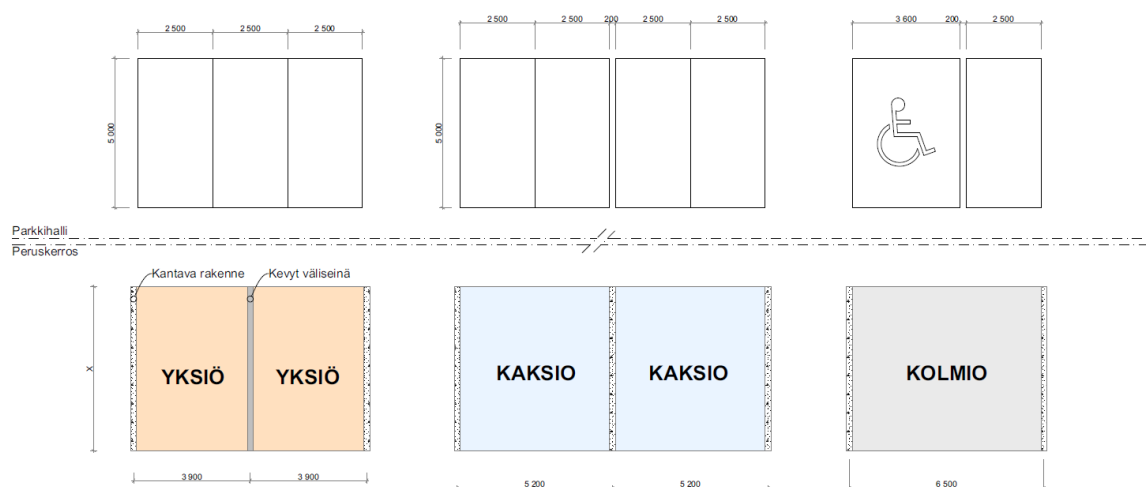 2 500 2 500 2 500
2 500 2 500 200 2 500 2 500
3 600 200 2 500
5 000
5 000
Parkkihalli
Peruskerros
Kantava rakenne
Kevyt väliseinä
X
YKSIÖ YKSIÖ
KAKSIO KAKSIO
KOLMIO
3 900 3 900
5 200 5 200
6 500